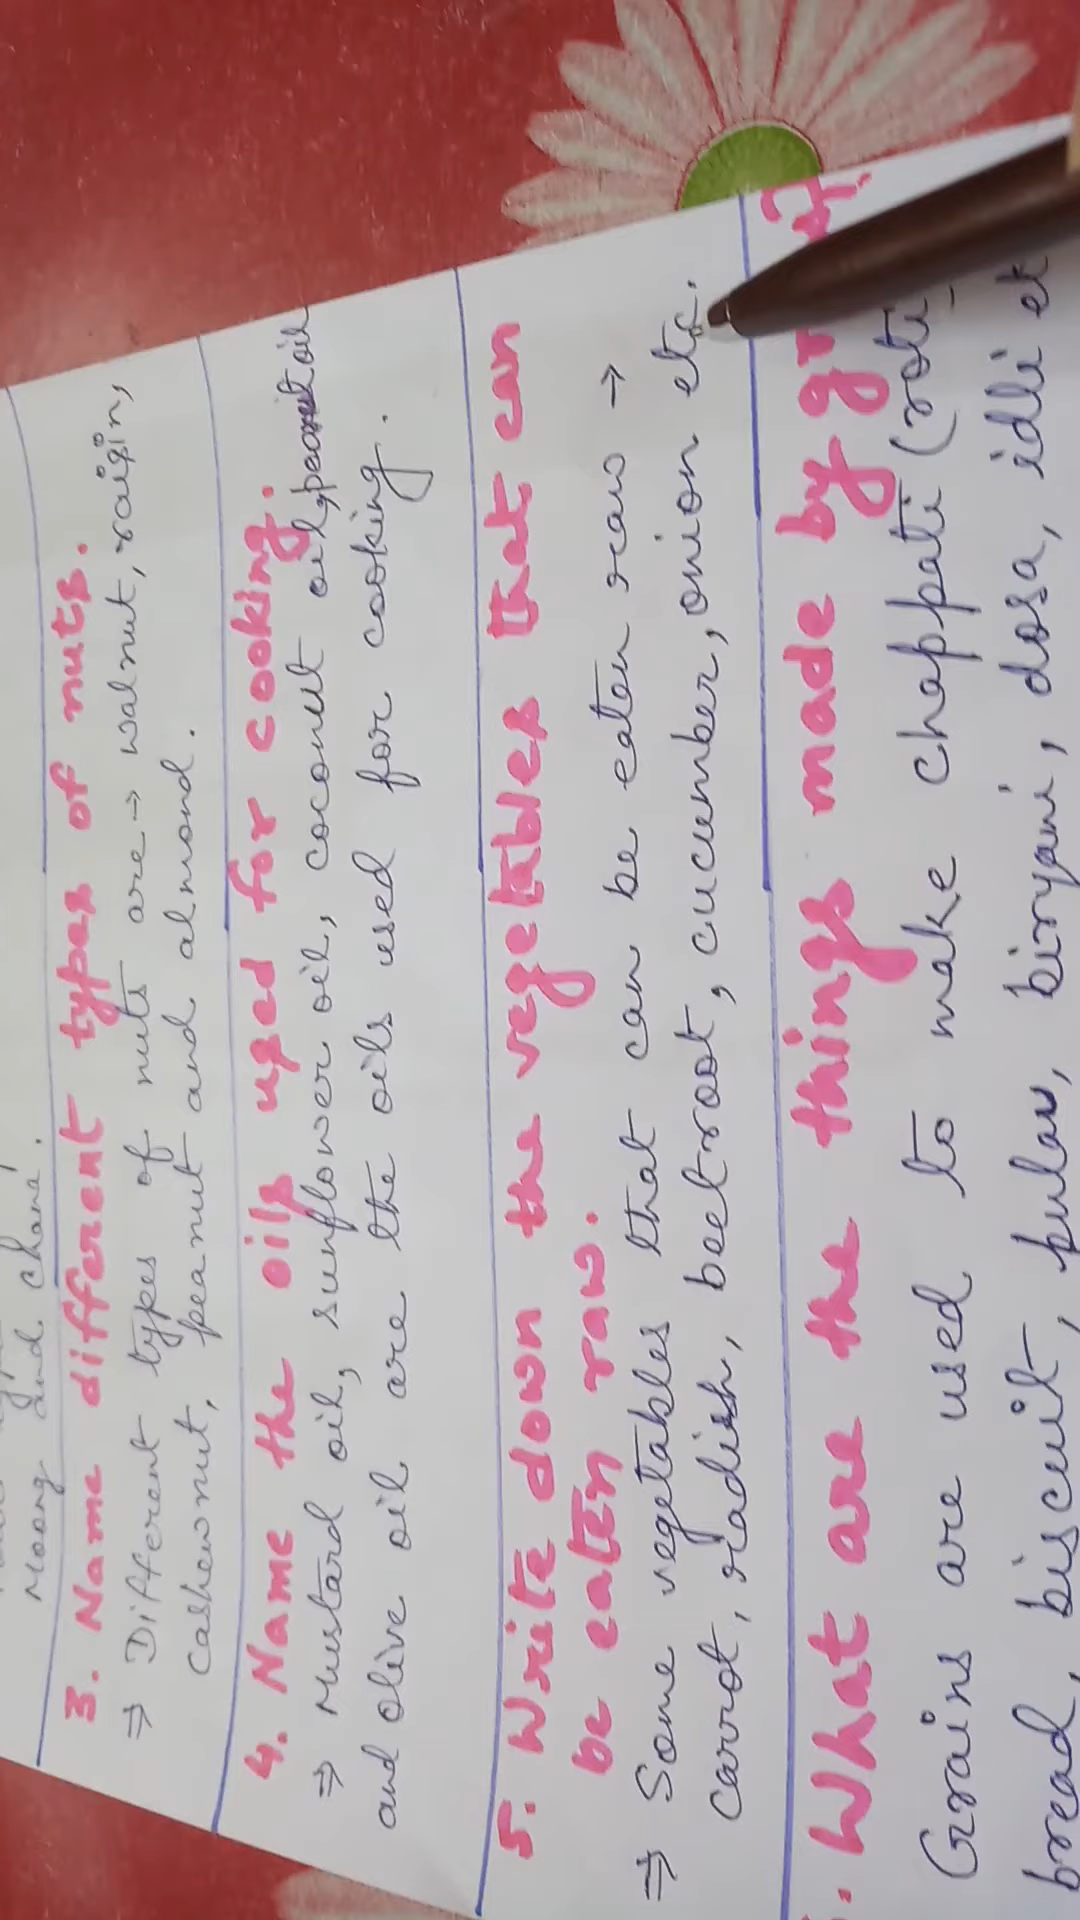 Moong and chana.
3. Name different types of nuts.
⇒ Different types of nuts are → walnut, raisin,
cashewnut, peanut and almond.
4. Name the oils used for cooking.
⇒ Mustard oil, sunflower oil, coconut oil, peanut oil
and olive oil are the oils used for cooking.
5. Write down the vegetables that can
be eaten raw.
⇒ Some vegetables that can be eaten raw →
carrot, radish, beetroot, cucumber, onion etc.
. What are the things made by
Grains are used to make chappati (roti
bread, biscuit, pulav, biryani, dosa, idli et